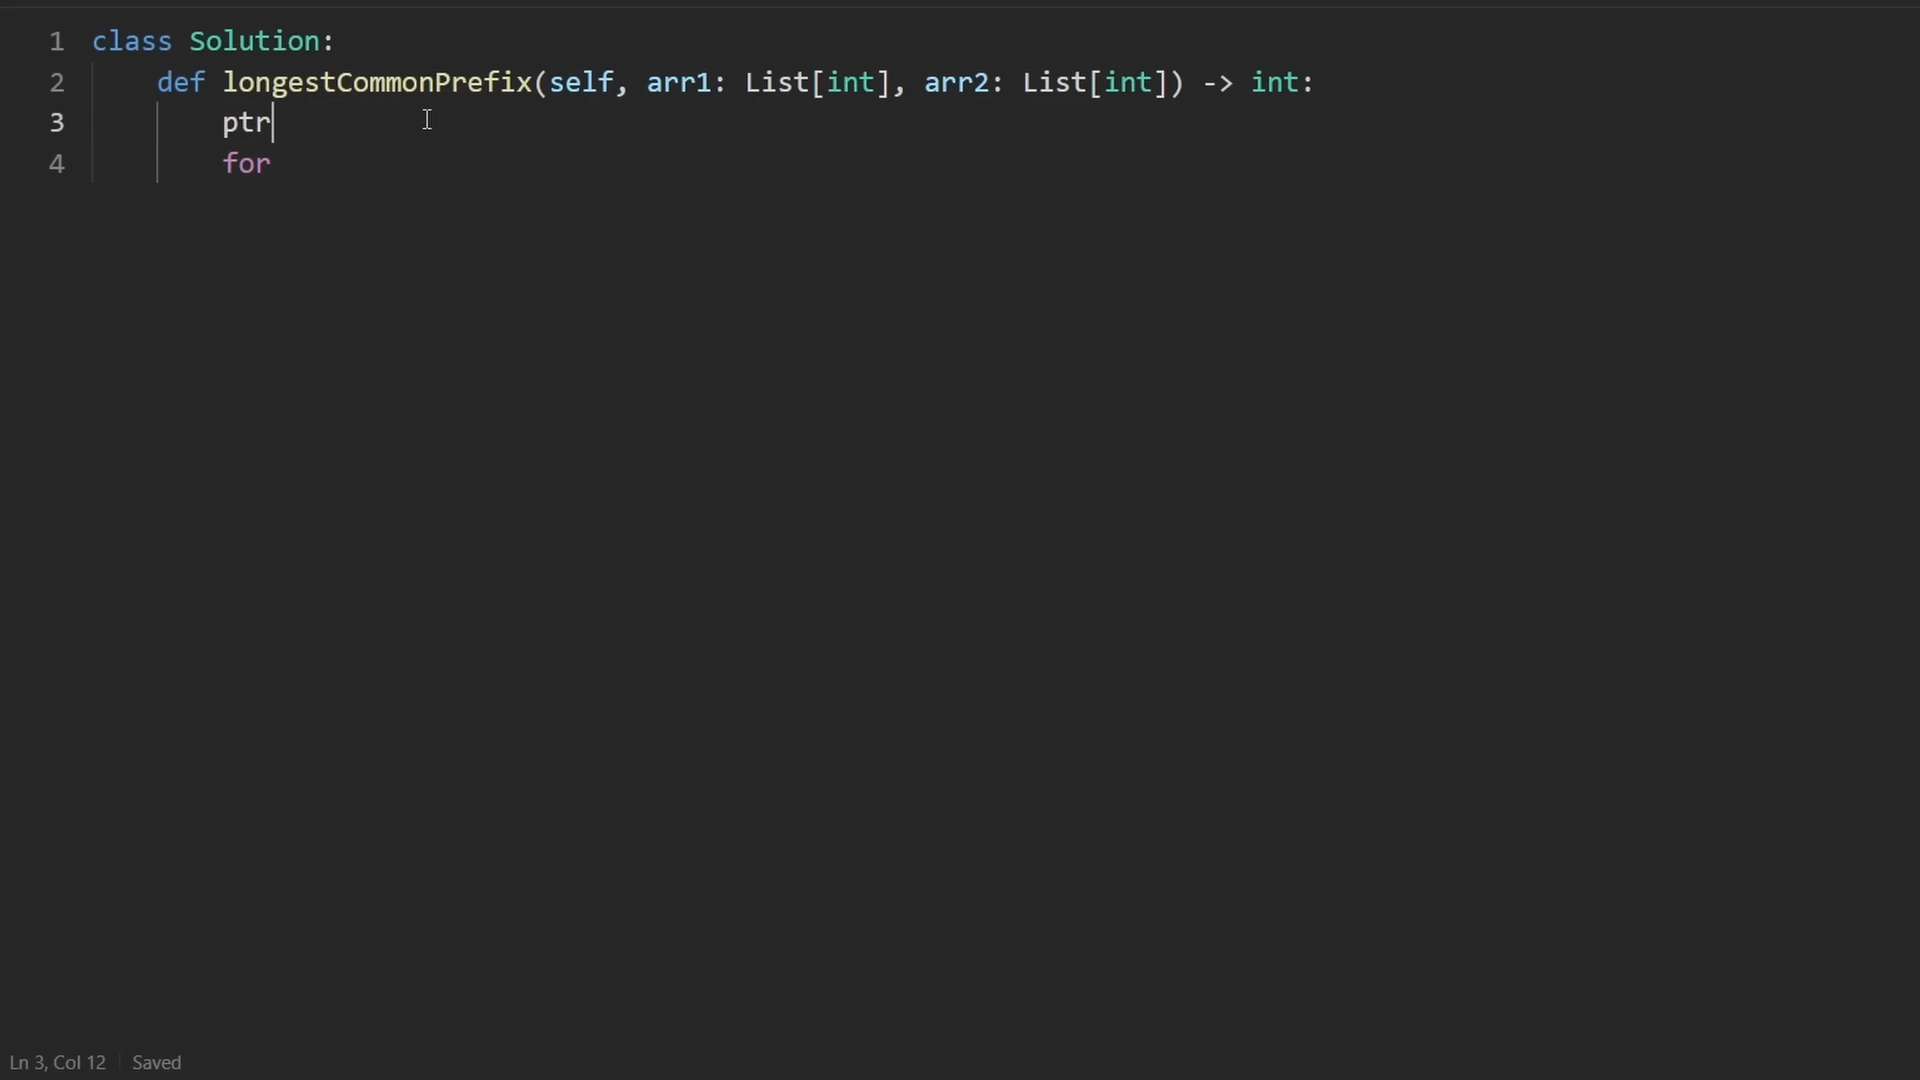 1 class Solution:
2 def longestCommonPrefix(self, arr1: List[int], arr2: List[int]) -> int:
3 ptr
4 for
Ln 3, Col 12 Saved